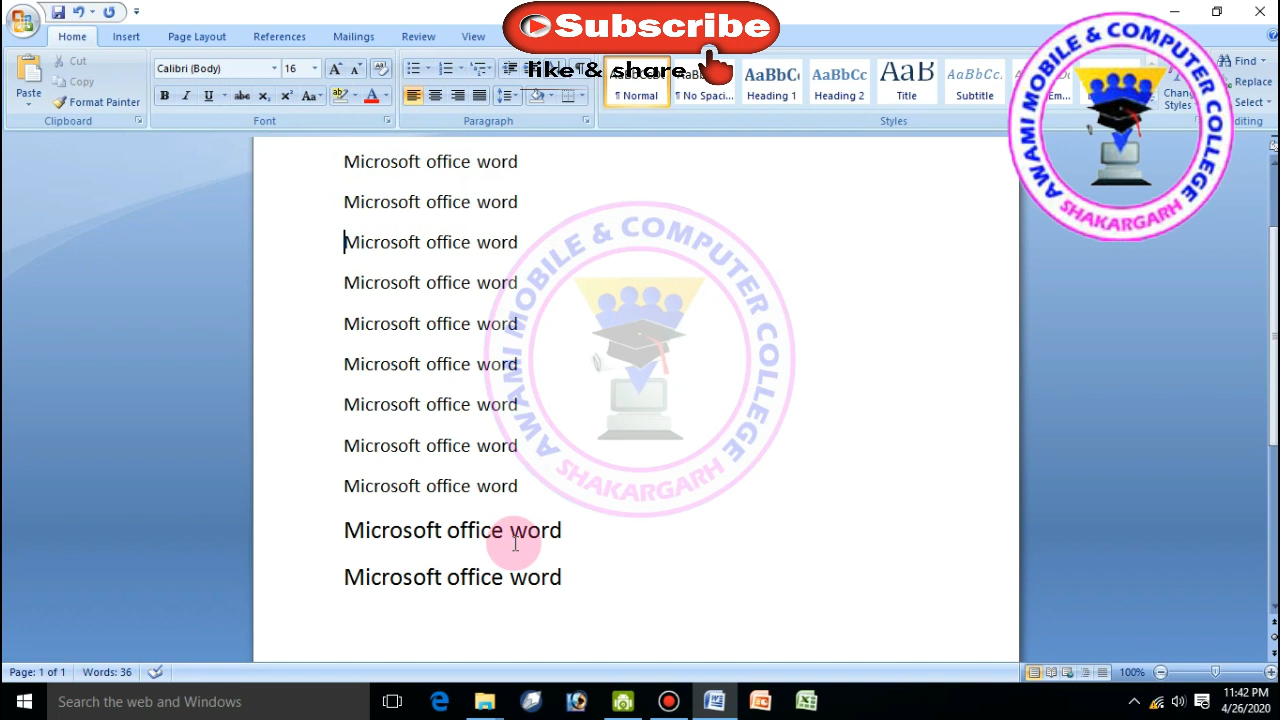 Subscribe
like & share
Home Insert Page Layout References Mailings Review View
Paste
Cut
Copy
Format Painter
Clipboard
Calibri (Body) 16
Font
Paragraph
¶ Normal ¶ No Spaci... Heading 1 Heading 2 Title Subtitle
AaBbCc AaB AaBbCc.
Styles
Find
Replace
Select
Editing
AWAMI MOBILE & COMPUTER COLLEGE
SHAKARGARH
Microsoft office word
Microsoft office word
Microsoft office word
Microsoft office word
Microsoft office word
Microsoft office word
Microsoft office word
Microsoft office word
Microsoft office word
Microsoft office word
Microsoft office word
AWAMI MOBILE & COMPUTER COLLEGE
SHAKARGARH
Page: 1 of 1 Words: 36 100%
Search the web and Windows
11:42 PM
4/26/2020